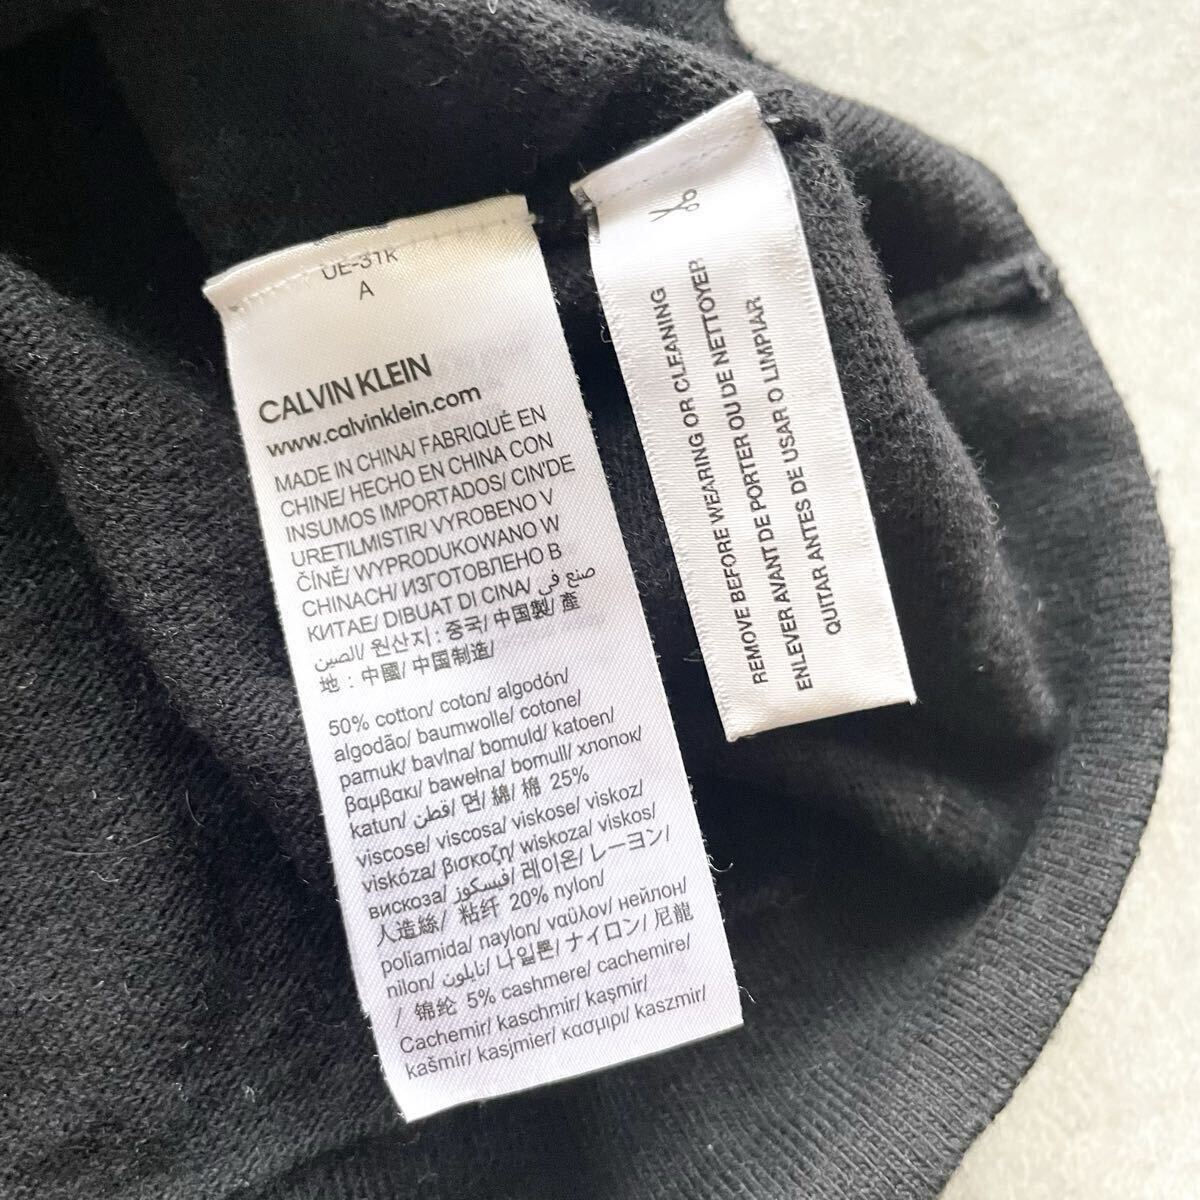 UE-31k
A
CALVIN KLEIN
www.calvinklein.com
MADE IN CHINA/ FABRIQUÉ EN
CHINE/ HECHO EN CHINA CON
INSUMOS IMPORTADOS/ CIN'DE
URETILMISTIR/ VYROBENO V
ČÍNĚ/ WYPRODUKOWANO W
CHINACH/ ИЗГОТОВЛЕНО В
КИТАЕ/ DIBUAT DI CINA/ صنع في
الصين/ 원산지 : 중국/ 中国製/ 產
地 : 中國/ 中国制造/
50% cotton/ coton/ algodón/
algodão/ baumwolle/ cotone/
pamuk/ bavlna/ bomuld/ katoen/
βαμβακι/ bawełna/ bomull/ хлопок/
katun/ قطن/ 면/ 綿/ 棉 25%
viscose/ viscosa/ viskose/ viskoz/
viskóza/ βισκοζη/ wiskoza/ viskos/
вискоза/ فيسكوز/ 레이온/ レーヨン/
人造絲/ 粘纤 20% nylon/
poliamida/ naylon/ ναϋλον/ нейлон/
nilon/ نايلون/ 나일론/ ナイロン/ 尼龍
/ 锦纶 5% cashmere/ cachemire/
Cachemir/ kaschmir/ kaşmir/
kašmír/ kasjmier/ κασμιρι/ kaszmir/
REMOVE BEFORE WEARING OR CLEANING
ENLEVER AVANT DE PORTER OU DE NETTOYER
QUITAR ANTES DE USAR O LIMPIAR